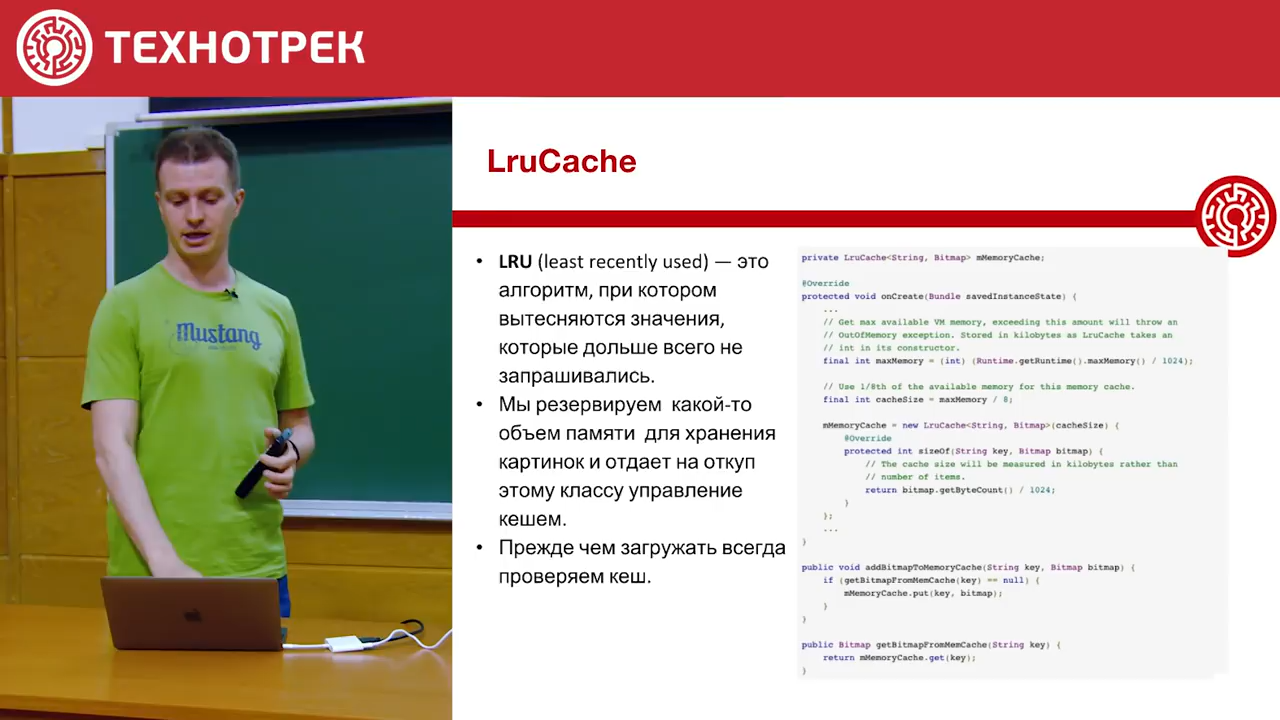 ТЕХНОТРЕК
Mustang
LruCache
• LRU (least recently used) — это
алгоритм, при котором
вытесняются значения,
которые дольше всего не
запрашивались.
• Мы резервируем какой-то
объем памяти для хранения
картинок и отдает на откуп
этому классу управление
кешем.
• Прежде чем загружать всегда
проверяем кеш.
private LruCache<String, Bitmap> mMemoryCache;
@Override
protected void onCreate(Bundle savedInstanceState) {
...
// Get max available VM memory, exceeding this amount will throw an
// OutOfMemory exception. Stored in kilobytes as LruCache takes an
// int in its constructor.
final int maxMemory = (int) (Runtime.getRuntime().maxMemory() / 1024);
// Use 1/8th of the available memory for this memory cache.
final int cacheSize = maxMemory / 8;
mMemoryCache = new LruCache<String, Bitmap>(cacheSize) {
@Override
protected int sizeOf(String key, Bitmap bitmap) {
// The cache size will be measured in kilobytes rather than
// number of items.
return bitmap.getByteCount() / 1024;
}
};
...
}
public void addBitmapToMemoryCache(String key, Bitmap bitmap) {
if (getBitmapFromMemCache(key) == null) {
mMemoryCache.put(key, bitmap);
}
}
public Bitmap getBitmapFromMemCache(String key) {
return mMemoryCache.get(key);
}